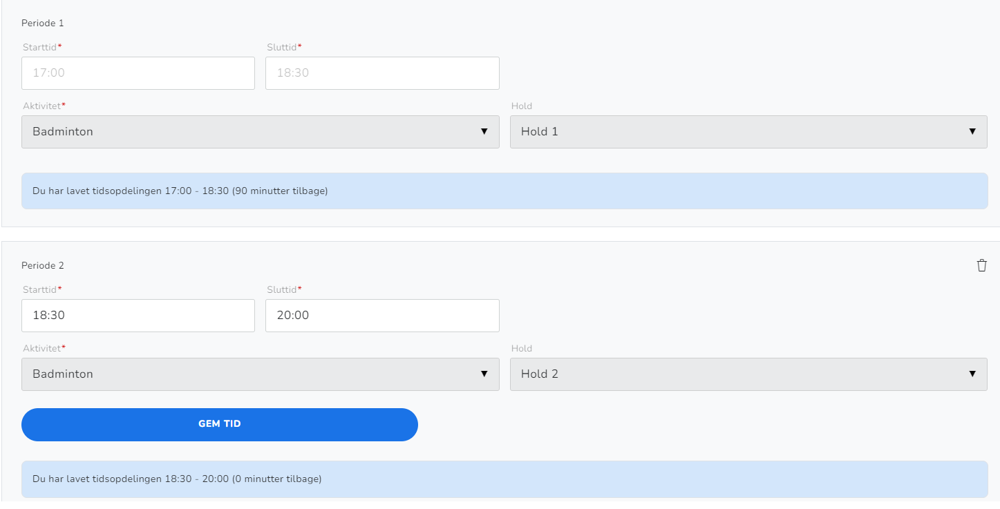 Periode 1
Starttid* Sluttid*
17:00 18:30
Aktivitet* Hold
Badminton Hold 1
Du har lavet tidsopdelingen 17:00 - 18:30 (90 minutter tilbage)
Periode 2
Starttid* Sluttid*
18:30 20:00
Aktivitet* Hold
Badminton Hold 2
GEM TID
Du har lavet tidsopdelingen 18:30 - 20:00 (0 minutter tilbage)